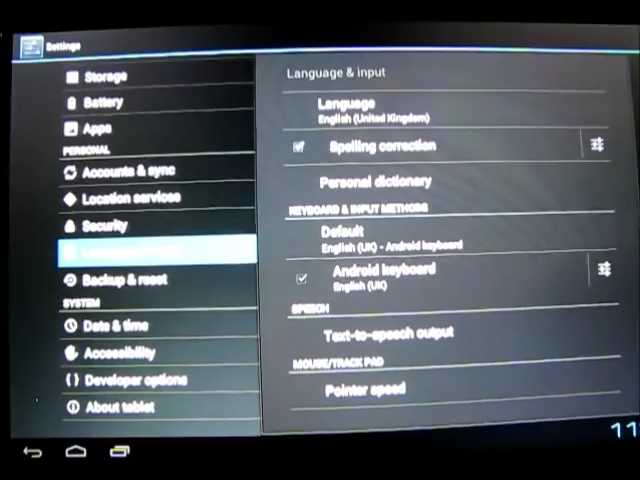 Settings
Storage
Battery
Apps
PERSONAL
Accounts & sync
Location services
Security
Backup & reset
SYSTEM
Date & time
Accessibility
Developer options
About tablet
Language & input
Language
English (United Kingdom)
Spelling correction
Personal dictionary
KEYBOARD & INPUT METHODS
Default
English (UK) - Android keyboard
Android keyboard
English (UK)
SPEECH
Text-to-speech output
MOUSE/TRACK PAD
Pointer speed
11